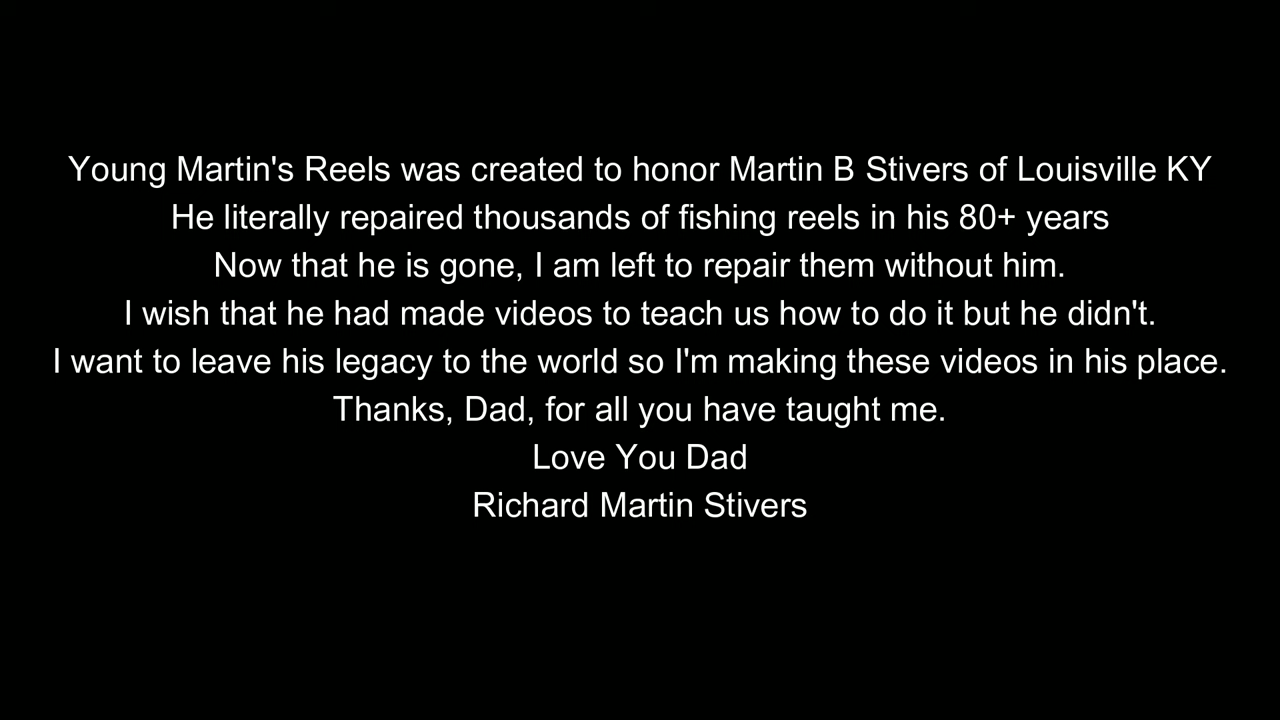 Young Martin's Reels was created to honor Martin B Stivers of Louisville KY
He literally repaired thousands of fishing reels in his 80+ years
Now that he is gone, I am left to repair them without him.
I wish that he had made videos to teach us how to do it but he didn't.
I want to leave his legacy to the world so I'm making these videos in his place.
Thanks, Dad, for all you have taught me.
Love You Dad
Richard Martin Stivers